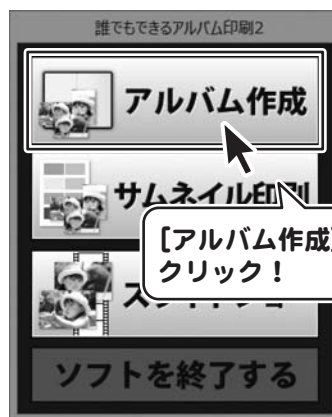 誰でもできるアルバム印刷2
アルバム作成
サムネイル印刷
[アルバム作成]
クリック！
ソフトを終了する